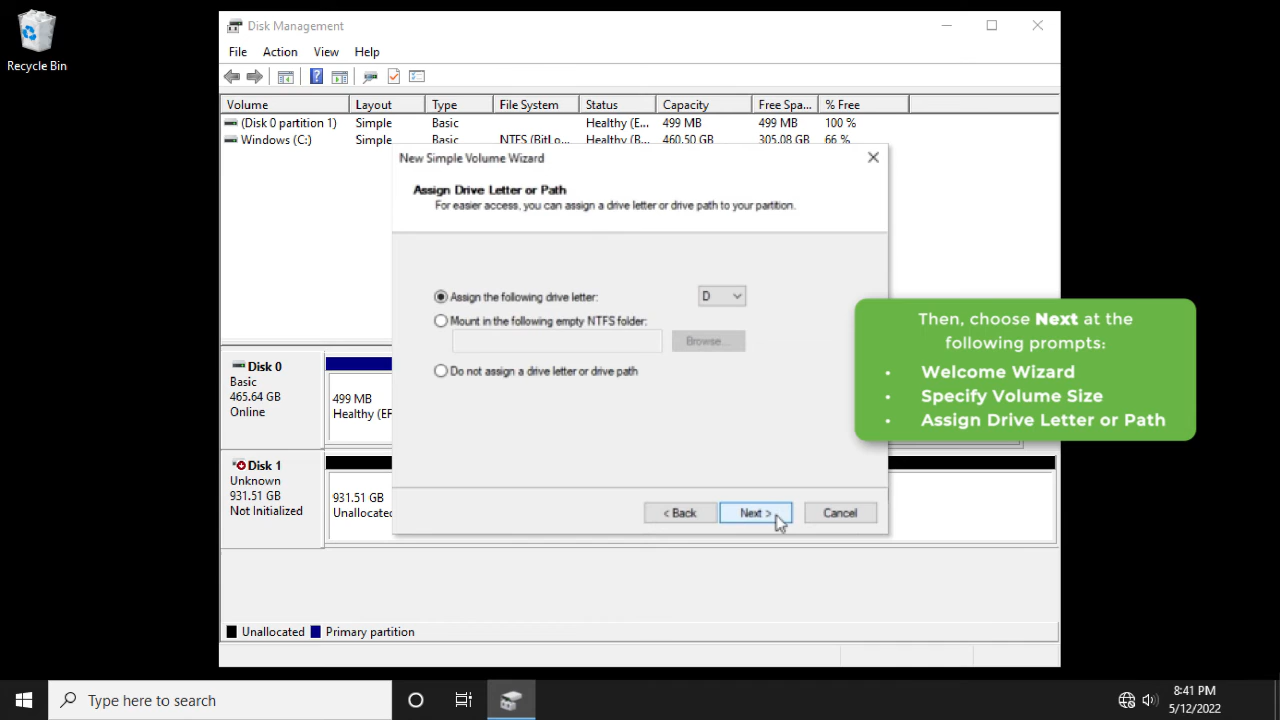 Recycle Bin
Disk Management
File Action View Help
Volume Layout Type File System Status Capacity Free Spa... % Free
(Disk 0 partition 1) Simple Basic Healthy (E... 499 MB 499 MB 100 %
Windows (C:) Simple Basic NTFS (BitLo... Healthy (B... 460.50 GB 305.08 GB 66 %
New Simple Volume Wizard
Assign Drive Letter or Path
For easier access, you can assign a drive letter or drive path to your partition.
Assign the following drive letter: D
Mount in the following empty NTFS folder:
Browse...
Do not assign a drive letter or drive path
< Back Next > Cancel
Then, choose Next at the
following prompts:
• Welcome Wizard
• Specify Volume Size
• Assign Drive Letter or Path
Disk 0
Basic
465.64 GB
Online
499 MB
Healthy (EF
Disk 1
Unknown
931.51 GB
Not Initialized
931.51 GB
Unallocate
Unallocated Primary partition
Type here to search
8:41 PM
5/12/2022